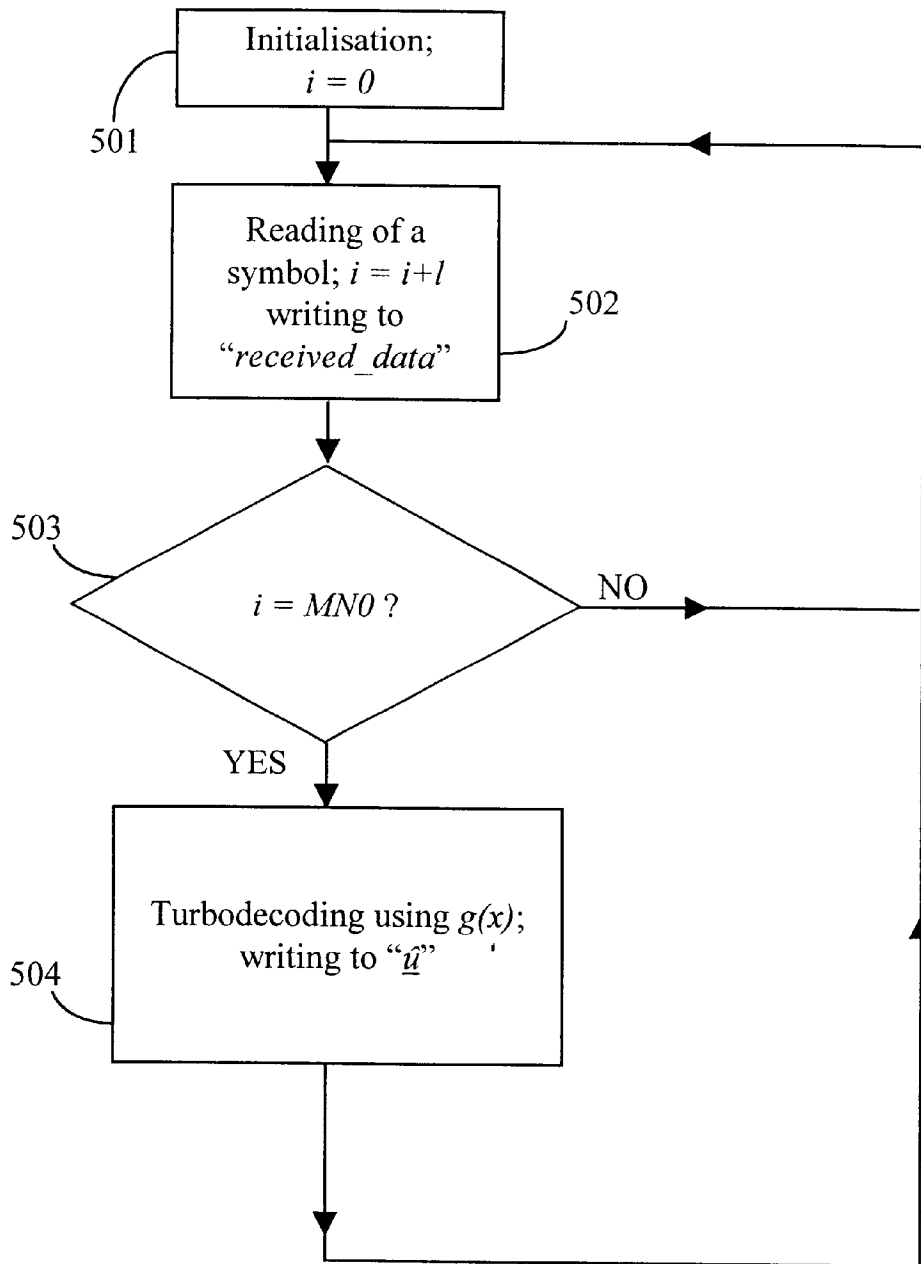 Initialisation;
i = 0
501
Reading of a
symbol; i = i+l
writing to
“received_data”
502
503
i = MN0 ?
NO
YES
Turbodecoding using g(x);
writing to “û”
504